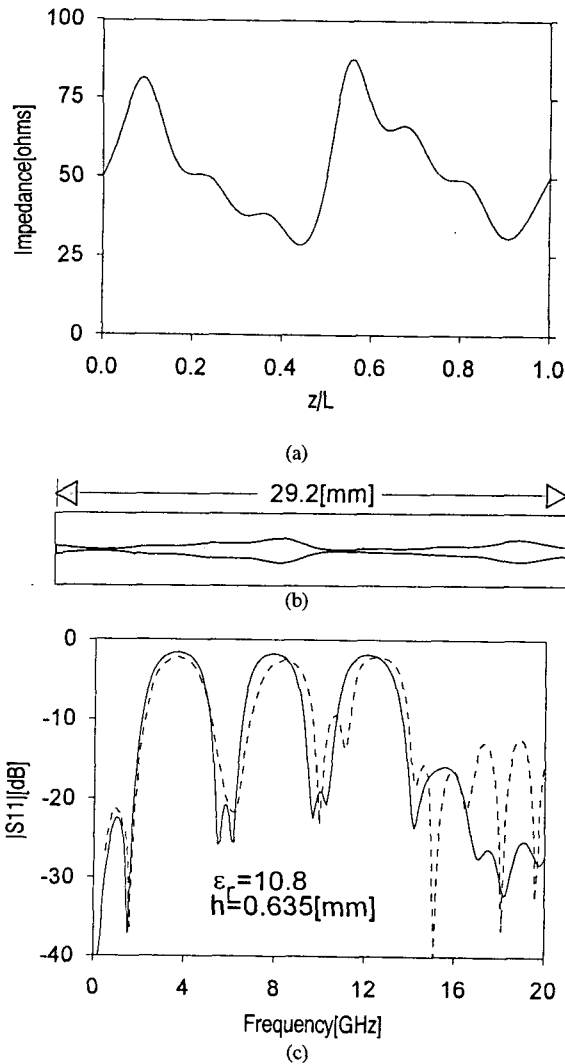 100
75
50
25
0
Impedance[ohms]
0.0 0.2 0.4 0.6 0.8 1.0
z/L
(a)
29.2[mm]
(b)
0
-10
-20
-30
-40
|S11|[dB]
εr=10.8
h=0.635[mm]
0 4 8 12 16 20
Frequency[GHz]
(c)